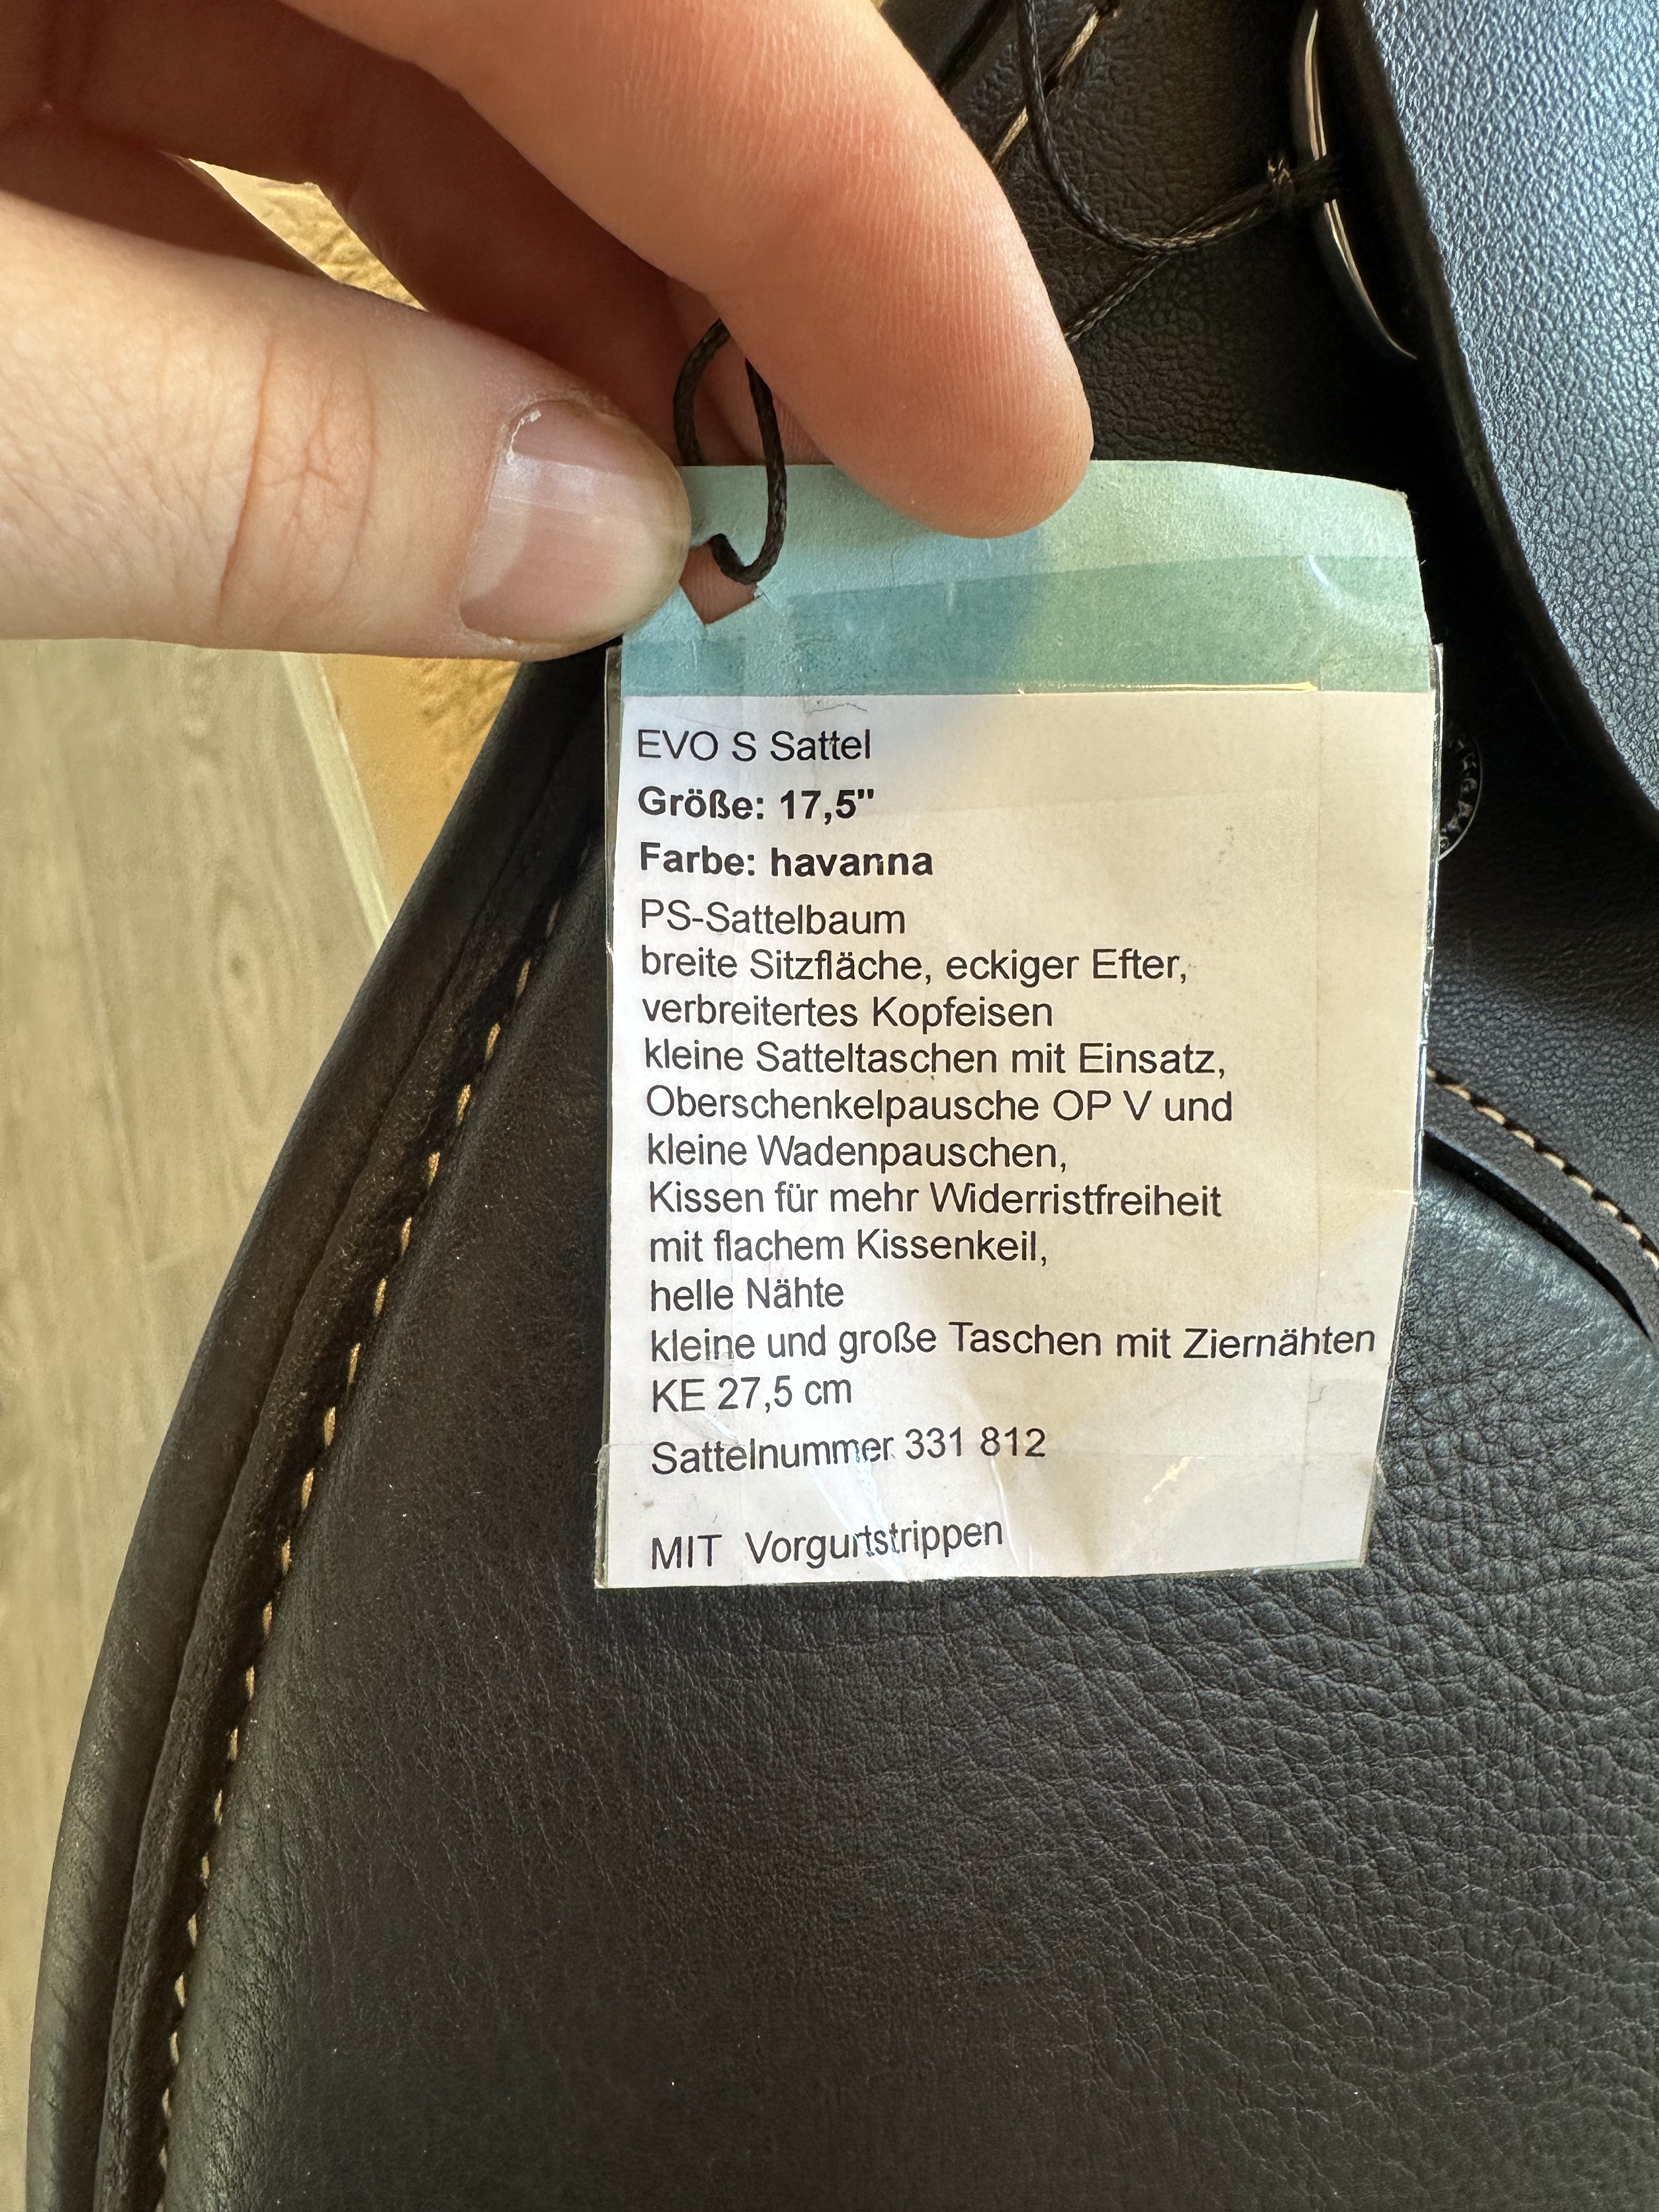 EVO S Sattel
Größe: 17,5"
Farbe: havanna
PS-Sattelbaum
breite Sitzfläche, eckiger Efter,
verbreitertes Kopfeisen
kleine Satteltaschen mit Einsatz,
Oberschenkelpausche OP V und
kleine Wadenpauschen,
Kissen für mehr Widerristfreiheit
mit flachem Kissenkeil,
helle Nähte
kleine und große Taschen mit Ziernähten
KE 27,5 cm
Sattelnummer 331 812
MIT Vorgurtstrippen